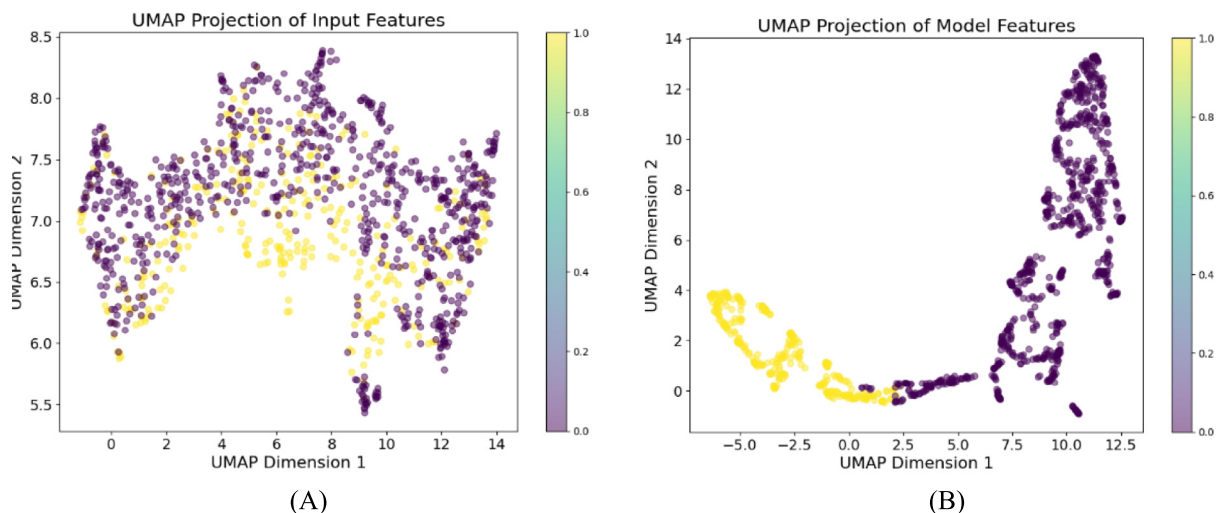 UMAP Projection of Input Features
8.5
8.0
7.5
7.0
6.5
6.0
5.5
UMAP Dimension 2
0 2 4 6 8 10 12 14
UMAP Dimension 1
1.0
0.8
0.6
0.4
0.2
0.0
(A)
UMAP Projection of Model Features
14
12
10
8
6
4
2
0
UMAP Dimension 2
−5.0 −2.5 0.0 2.5 5.0 7.5 10.0 12.5
UMAP Dimension 1
1.0
0.8
0.6
0.4
0.2
0.0
(B)